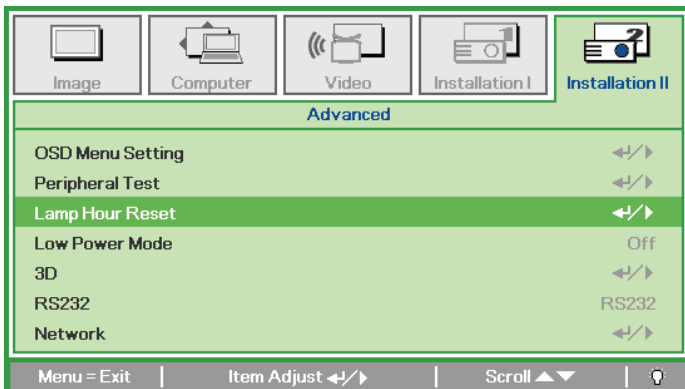 Image Computer Video Installation I Installation II
Advanced
OSD Menu Setting
Peripheral Test
Lamp Hour Reset
Low Power Mode Off
3D
RS232 RS232
Network
Menu = Exit Item Adjust Scroll